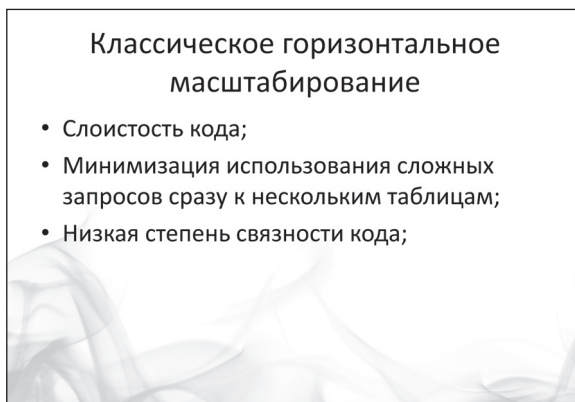 Классическое горизонтальное
масштабирование
• Слоистость кода;
• Минимизация использования сложных
запросов сразу к нескольким таблицам;
• Низкая степень связности кода;